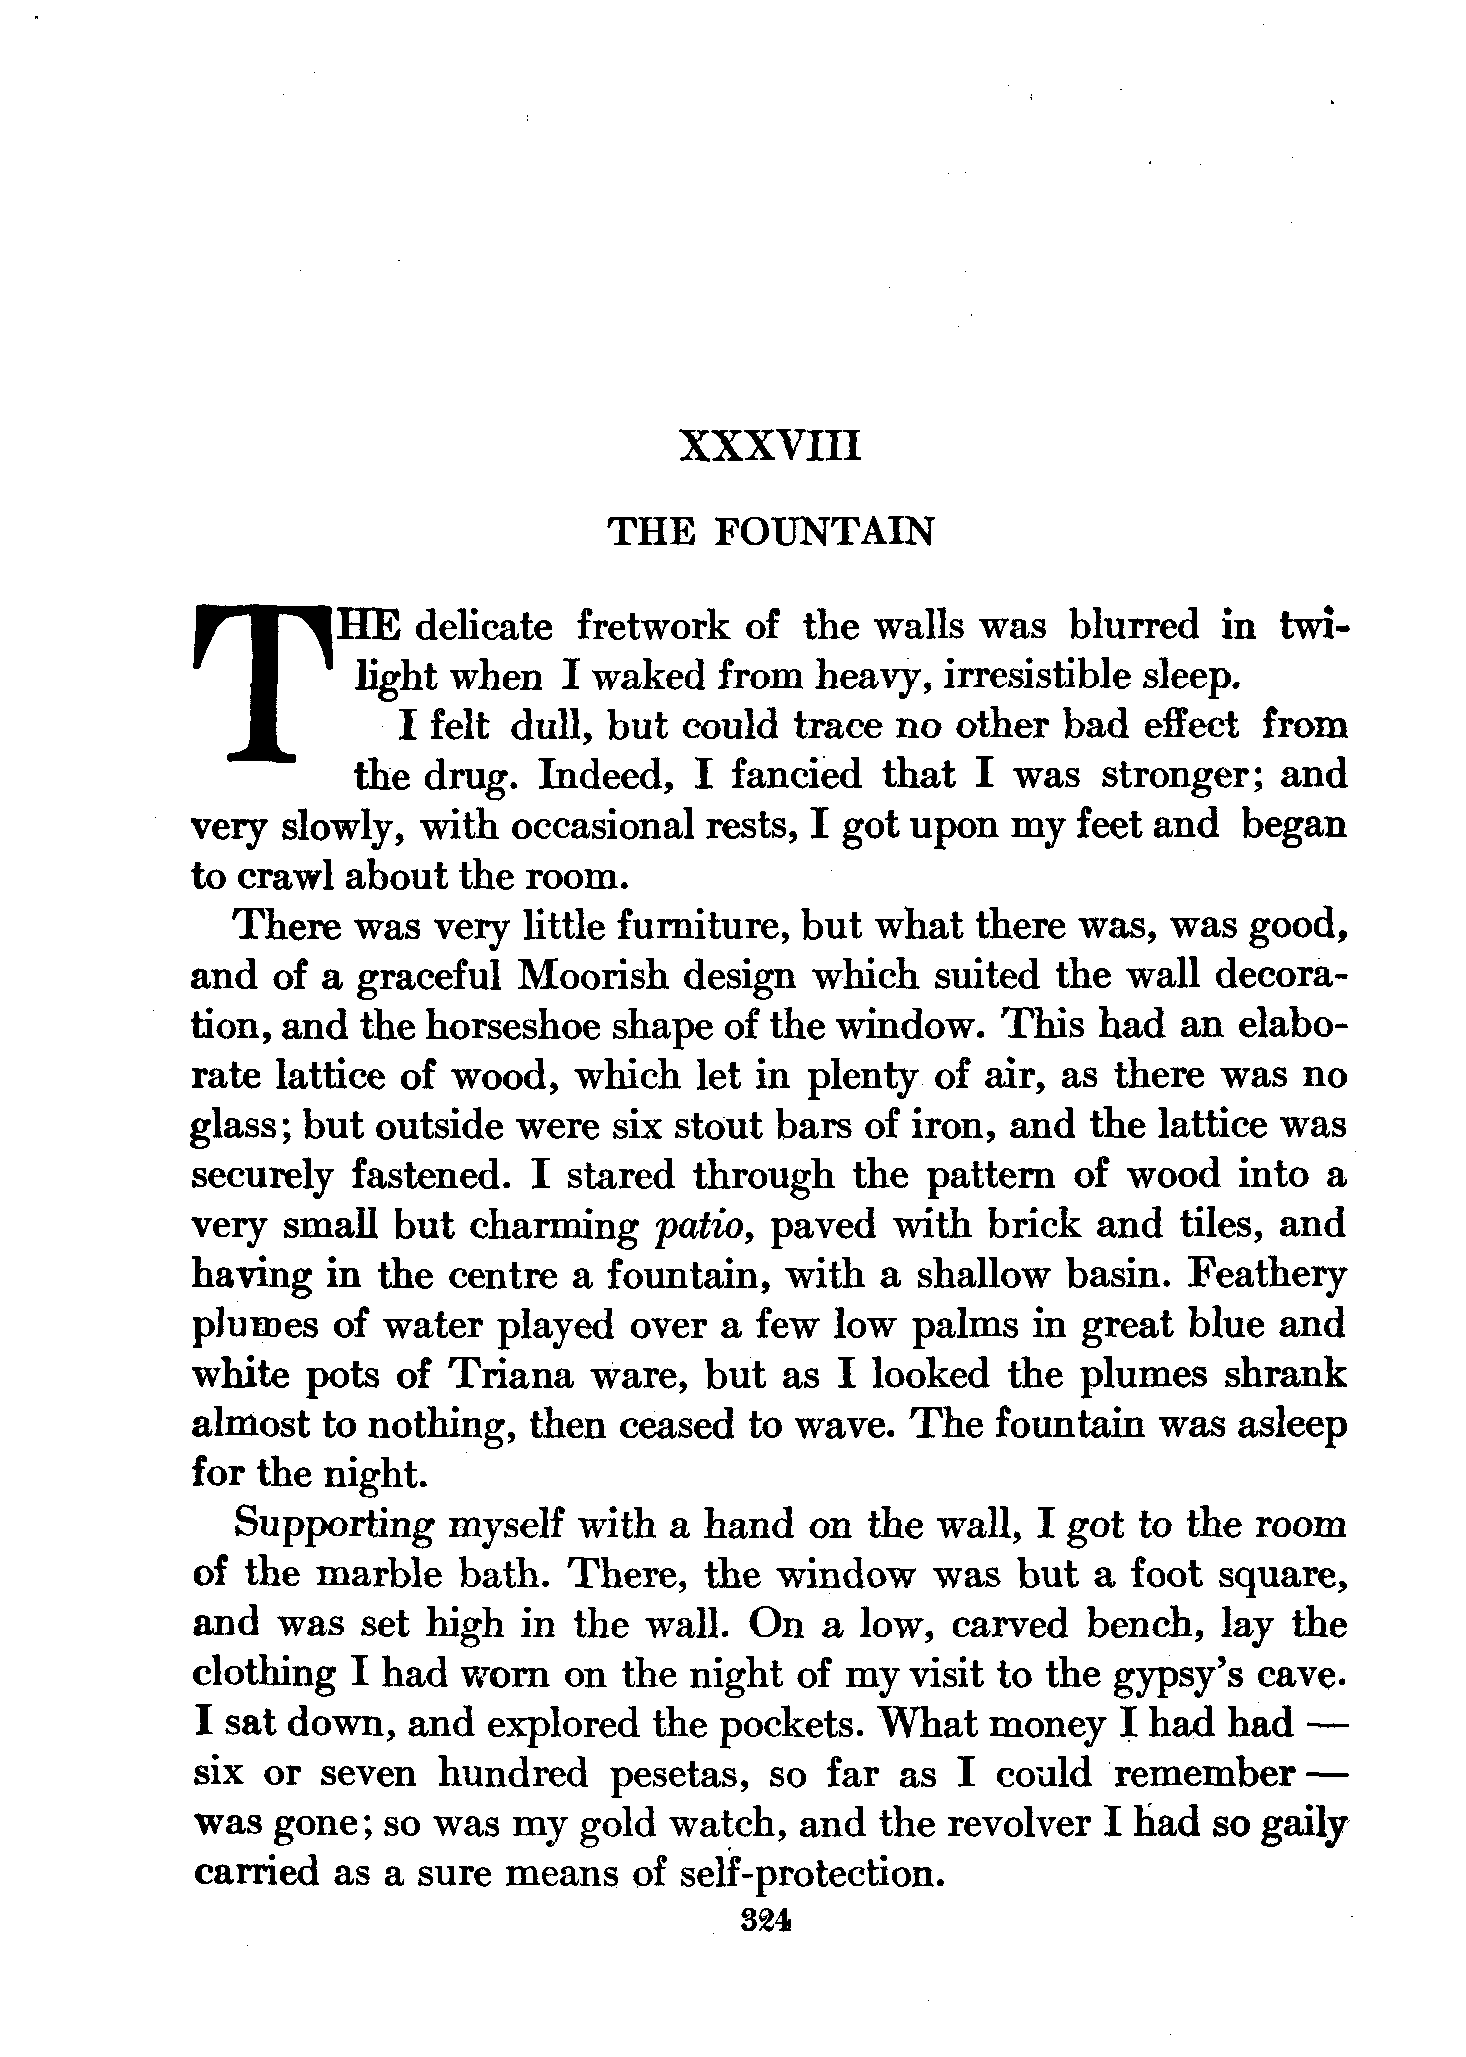 XXXVIII
THE FOUNTAIN
THE delicate fretwork of the walls was blurred in twi-
light when I waked from heavy, irresistible sleep.
I felt dull, but could trace no other bad effect from
the drug. Indeed, I fancied that I was stronger; and
very slowly, with occasional rests, I got upon my feet and began
to crawl about the room.
There was very little furniture, but what there was, was good,
and of a graceful Moorish design which suited the wall decora-
tion, and the horseshoe shape of the window. This had an elabo-
rate lattice of wood, which let in plenty of air, as there was no
glass; but outside were six stout bars of iron, and the lattice was
securely fastened. I stared through the pattern of wood into a
very small but charming patio, paved with brick and tiles, and
having in the centre a fountain, with a shallow basin. Feathery
plumes of water played over a few low palms in great blue and
white pots of Triana ware, but as I looked the plumes shrank
almost to nothing, then ceased to wave. The fountain was asleep
for the night.
Supporting myself with a hand on the wall, I got to the room
of the marble bath. There, the window was but a foot square,
and was set high in the wall. On a low, carved bench, lay the
clothing I had worn on the night of my visit to the gypsy's cave.
I sat down, and explored the pockets. What money I had had —
six or seven hundred pesetas, so far as I could remember —
was gone; so was my gold watch, and the revolver I had so gaily
carried as a sure means of self-protection.
324